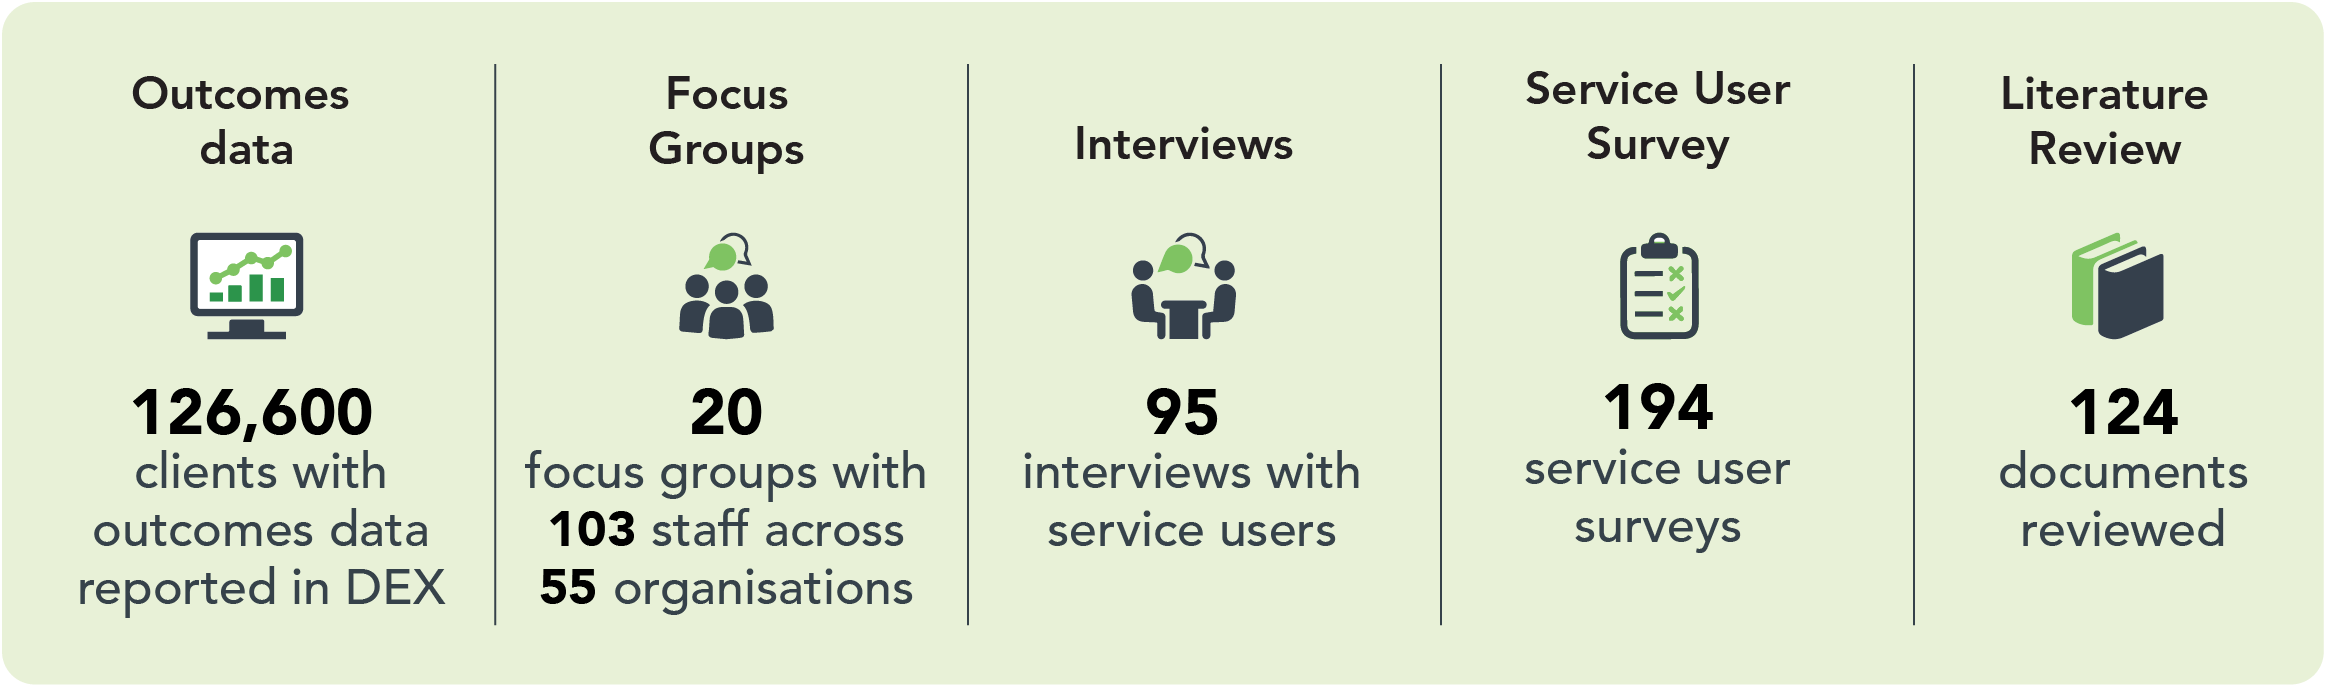 Outcomes
data
126,600
clients with
outcomes data
reported in DEX
Focus
Groups
20
focus groups with
103 staff across
55 organisations
Interviews
95
interviews with
service users
Service User
Survey
194
service user
surveys
Literature
Review
124
documents
reviewed